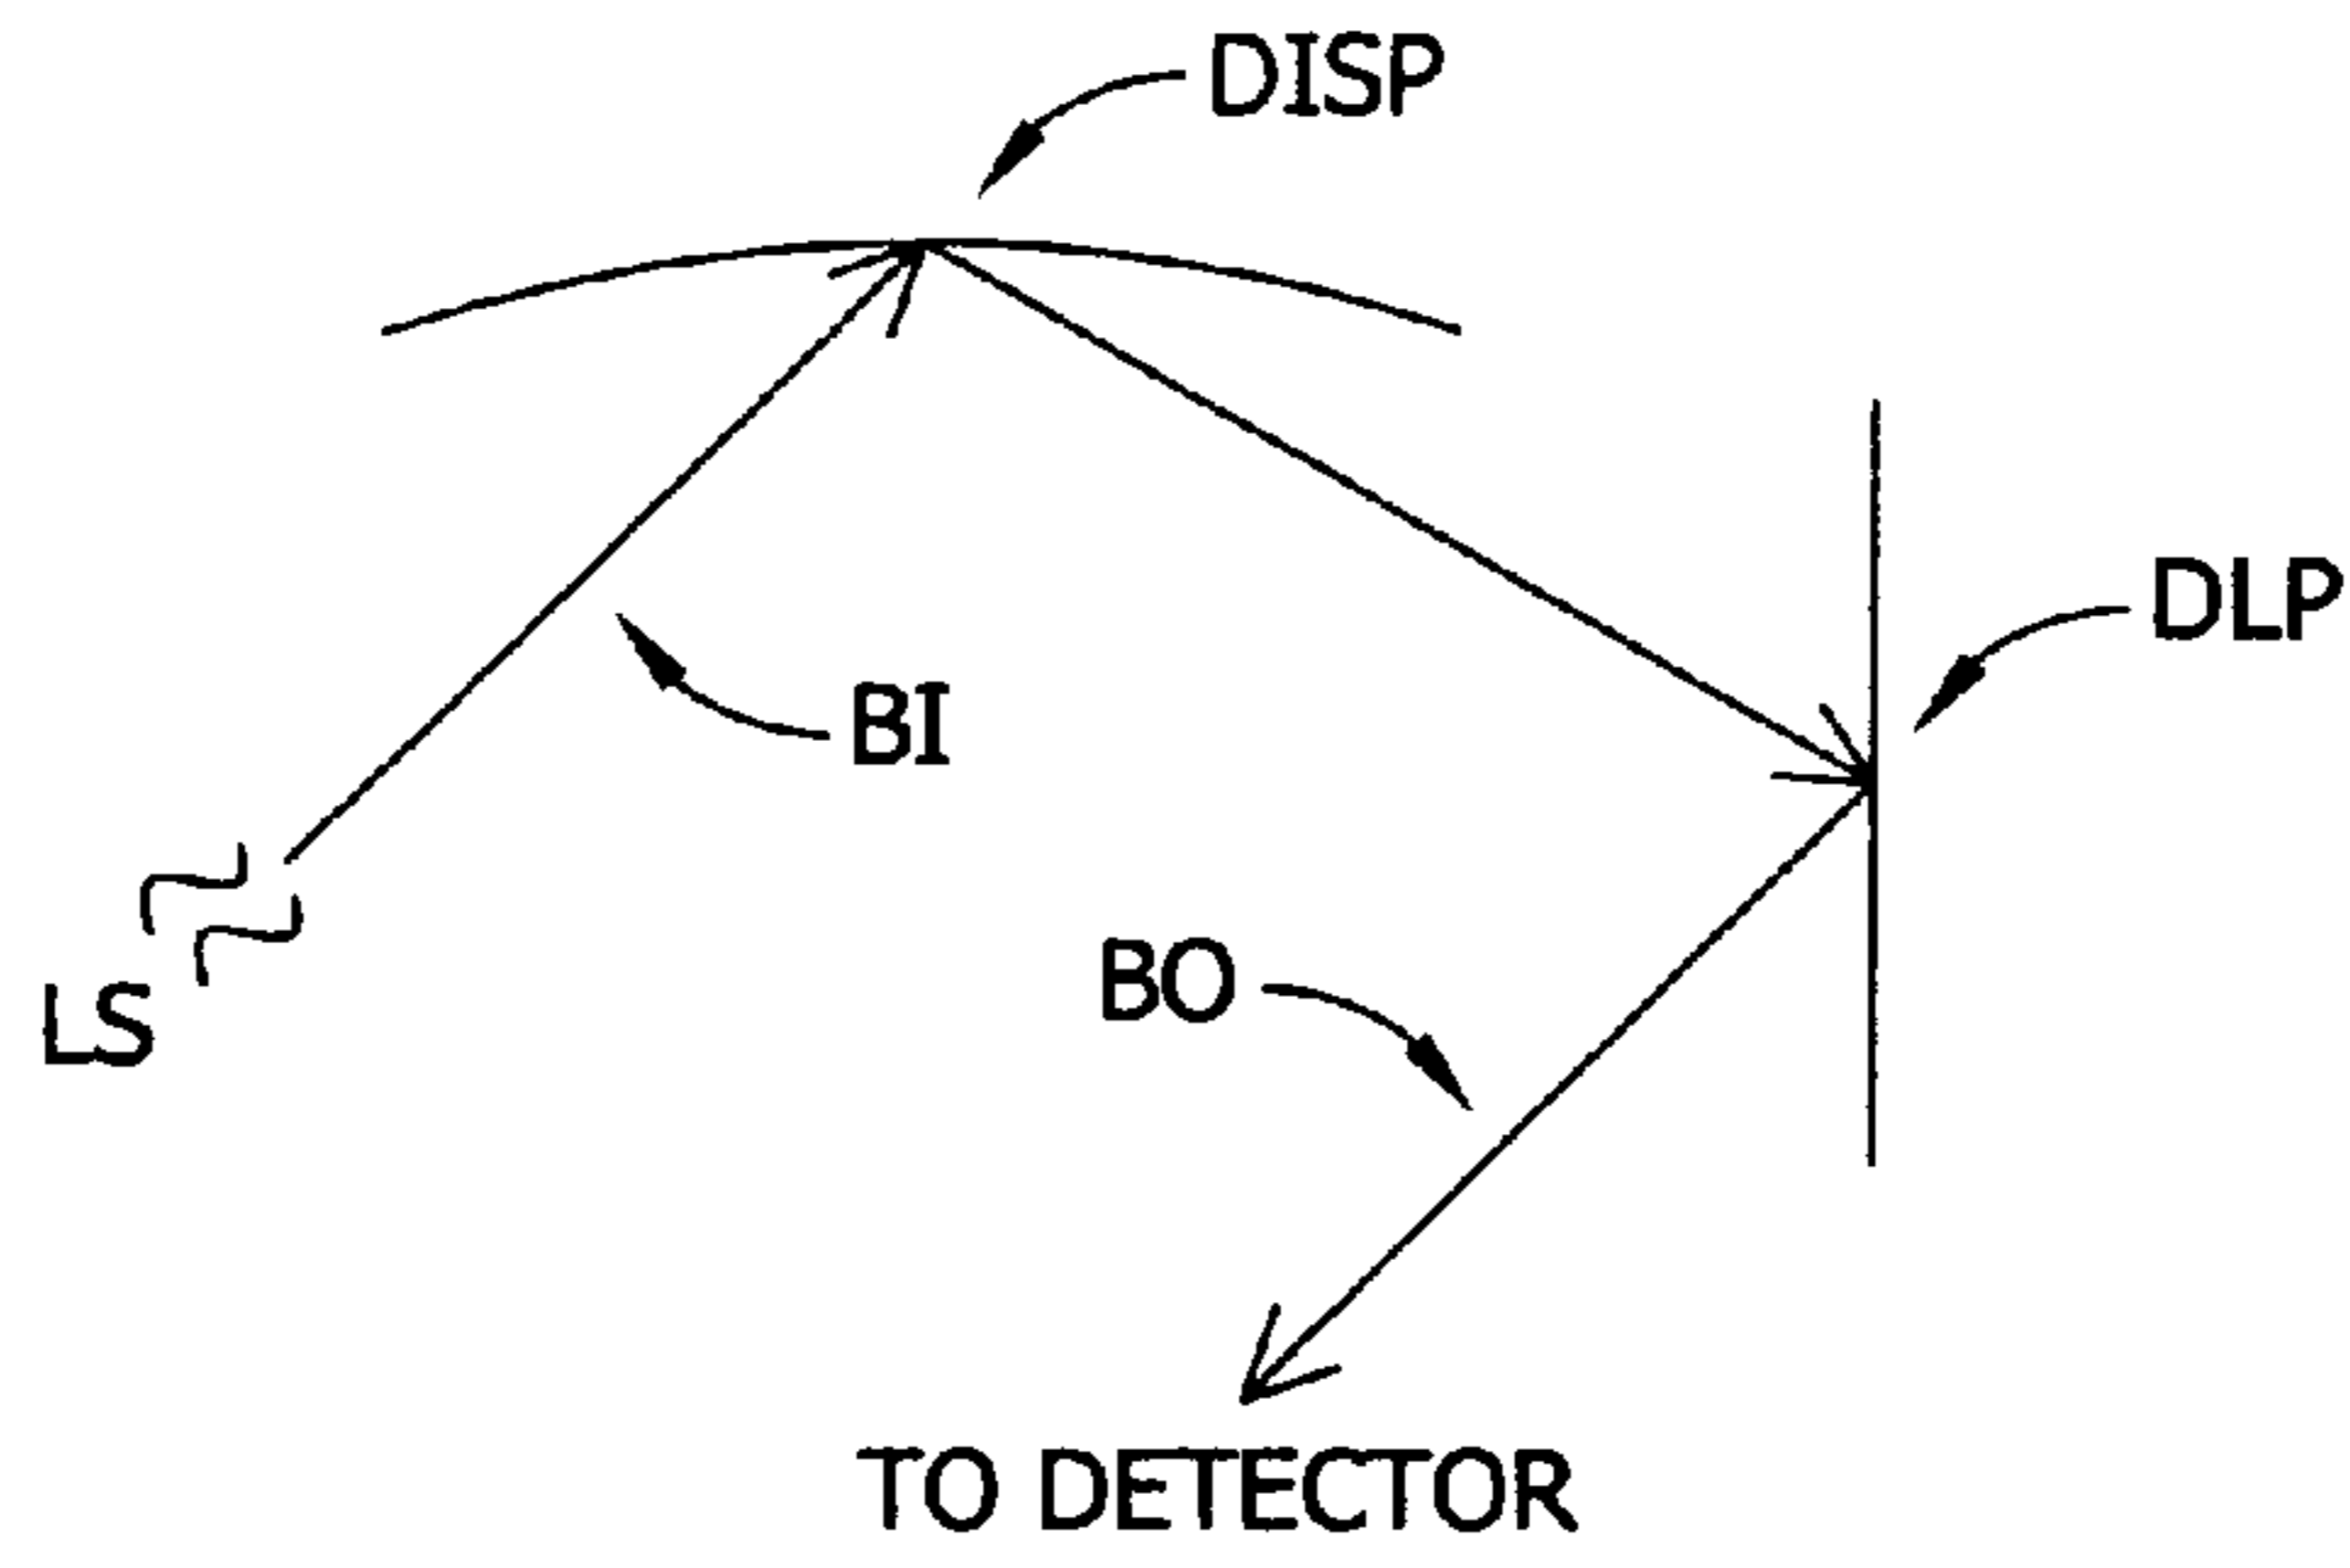 DISP
DLP
BI
BO
LS
TO DETECTOR